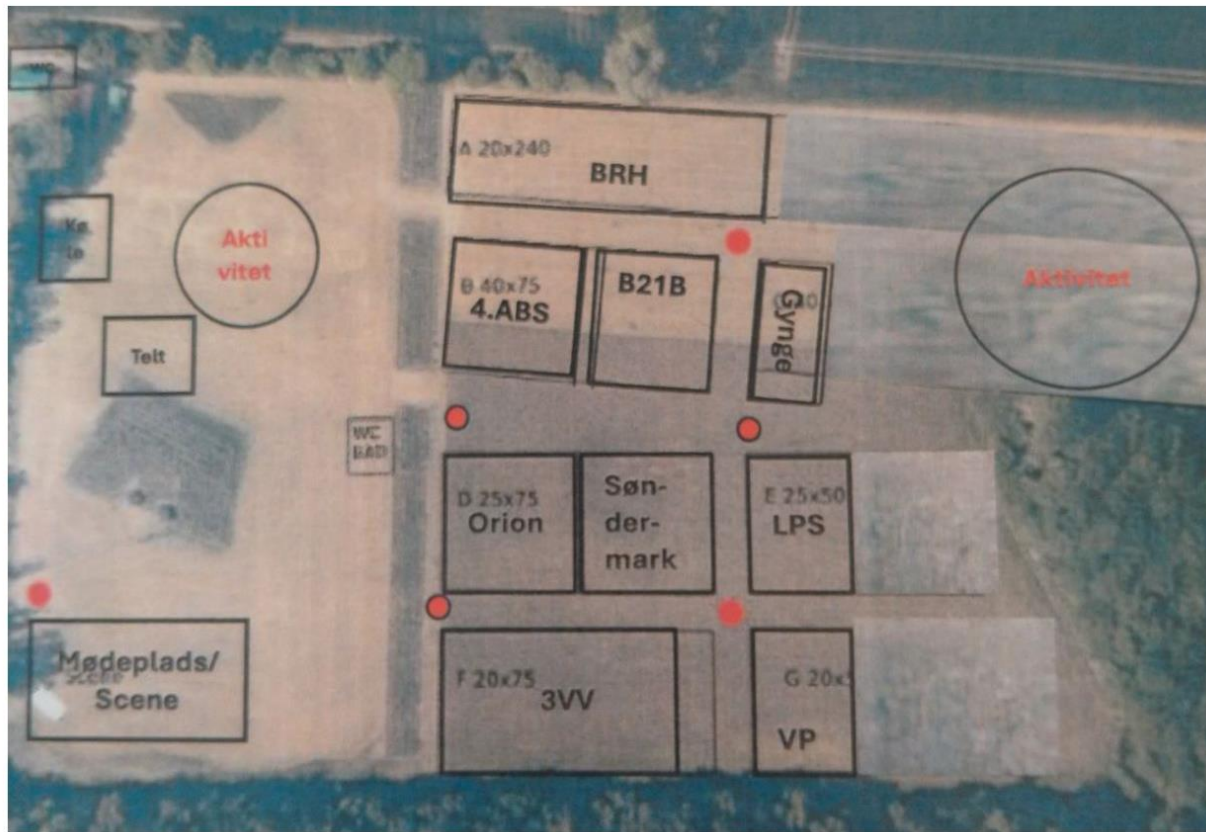 A 20x240
BRH
Akti
vitet
B 40x75
4.ABS
B21B
Gynge
Aktivitet
Telt
WC
BAD
D 25x75
Orion
Søn-
der-
mark
E 25x50
LPS
Mødeplads/
Scene
F 20x75
3VV
G 20x
VP